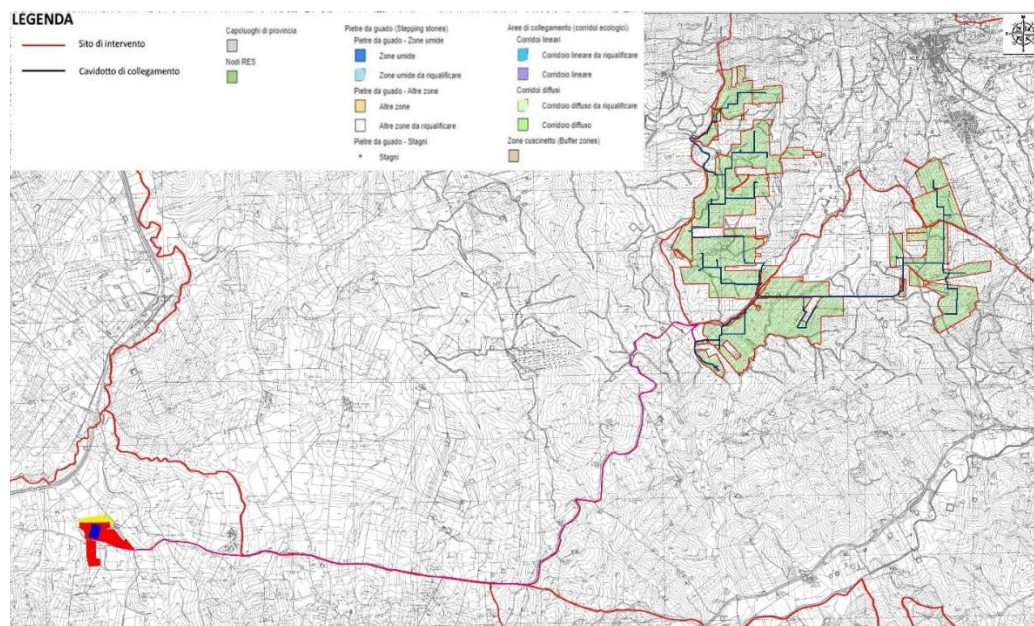 LEGENDA
Sito di intervento
Cavidotto di collegamento
Capoluoghi di provincia
Nodi RES
Pietre da guado (Stepping stones)
Pietre da guado - Zone umide
Zone umide
Zone umide da riqualificare
Pietre da guado - Altre zone
Altre zone
Altre zone da riqualificare
Pietre da guado - Stagni
Stagni
Aree di collegamento (corridoi ecologici)
Corridoi lineari
Corridoio lineare da riqualificare
Corridoio lineare
Corridoi diffusi
Corridoio diffuso da riqualificare
Corridoio diffuso
Zone cuscinetto (Buffer zones)